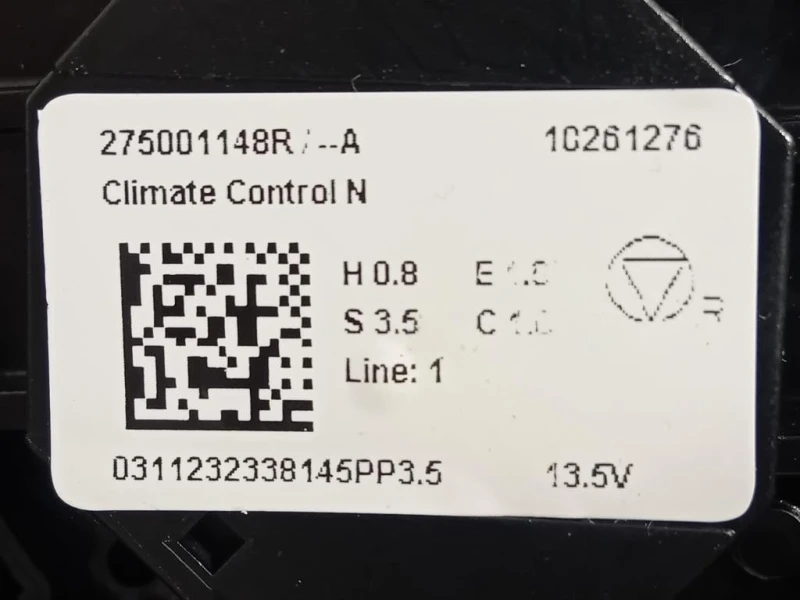 275001148R /--A 10261276
Climate Control N
H 0.8 E
S 3.5 C
Line: 1
R
0311232338145PP3.5 13.5V